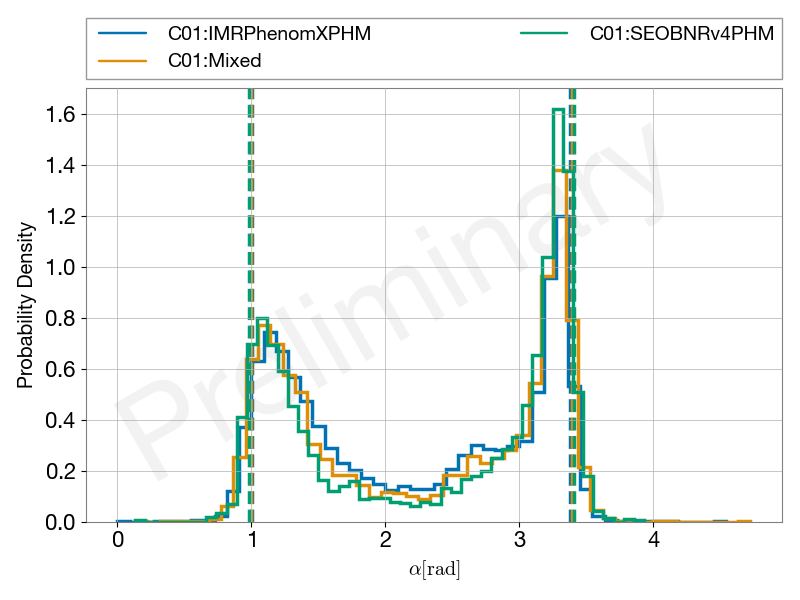 C01:IMRPhenomXPHM
C01:Mixed
C01:SEOBNRv4PHM
Probability Density
1.6
1.4
1.2
1.0
0.8
0.6
0.4
0.2
0.0
Preliminary
0 1 2 3 4
α[rad]